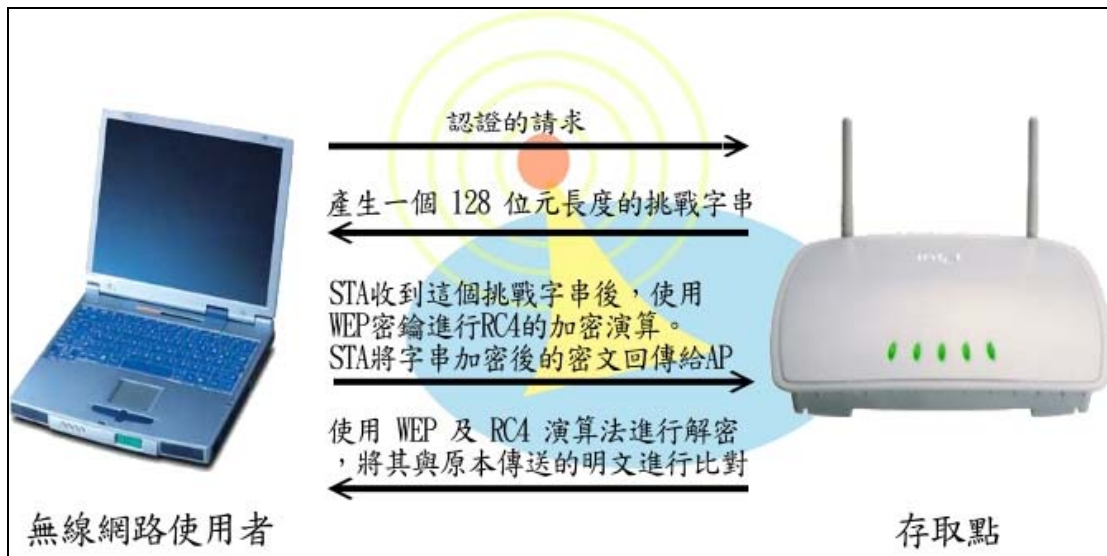 認證的請求
產生一個 128 位元長度的挑戰字串
STA收到這個挑戰字串後，使用
WEP密鑰進行RC4的加密演算。
STA將字串加密後的密文回傳給AP
使用 WEP 及 RC4 演算法進行解密
，將其與原本傳送的明文進行比對
無線網路使用者
存取點